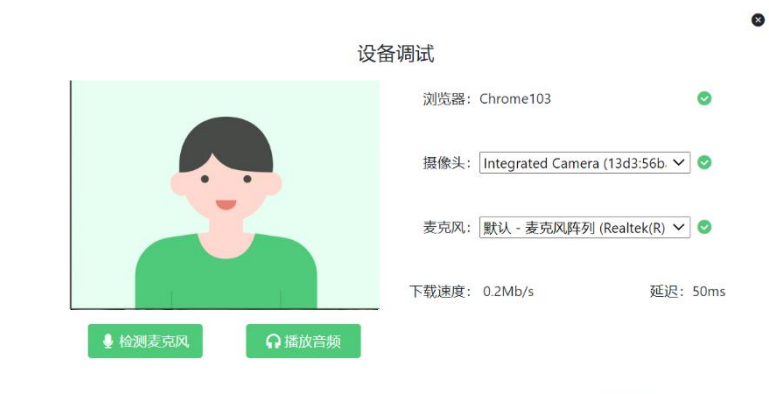 设备调试
浏览器：Chrome103
摄像头：Integrated Camera (13d3:56b
麦克风：默认 - 麦克风阵列 (Realtek(R)
下载速度：0.2Mb/s 延迟：50ms
检测麦克风 播放音频